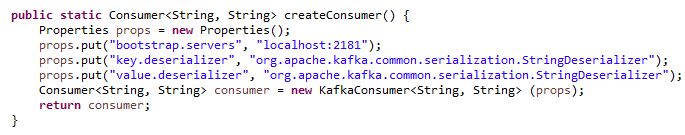 public static Consumer<String, String> createConsumer() {
    Properties props = new Properties();
    props.put("bootstrap.servers", "localhost:2181");
    props.put("key.deserializer", "org.apache.kafka.common.serialization.StringDeserializer");
    props.put("value.deserializer", "org.apache.kafka.common.serialization.StringDeserializer");
    Consumer<String, String> consumer = new KafkaConsumer<String, String> (props);
    return consumer;
}